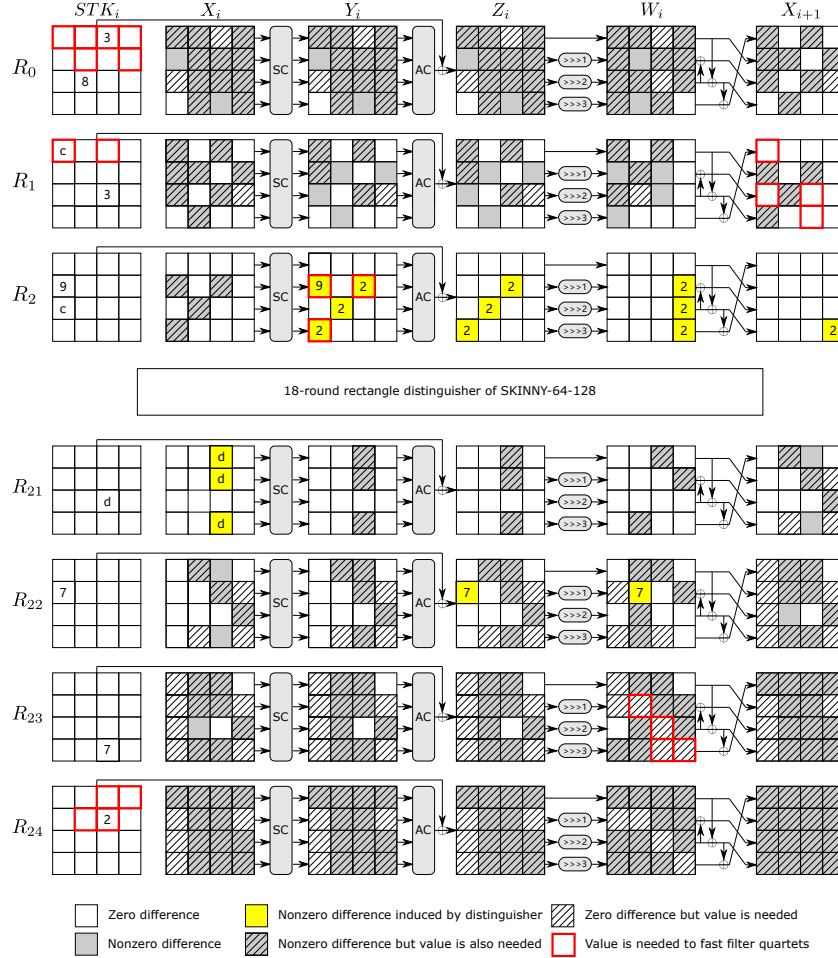 STK_i X_i Y_i Z_i W_i X_{i+1}
3
R_0 8 SC AC >>>1 >>>2 >>>3
c
R_1 3 SC AC >>>1 >>>2 >>>3
9 9 2 2
R_2 c SC 2 AC 2 >>>1 2
2 2 >>>2 2
2 >>>3 2 2
18-round rectangle distinguisher of SKINNY-64-128
d
R_21 d d SC AC >>>1 >>>2 >>>3
d
R_22 7 SC AC 7 >>>1 7 >>>2 >>>3
R_23 7 SC AC >>>1 >>>2 >>>3
R_24 2 SC AC >>>1 >>>2 >>>3
Zero difference Nonzero difference induced by distinguisher Zero difference but value is needed
Nonzero difference Nonzero difference but value is also needed Value is needed to fast filter quartets